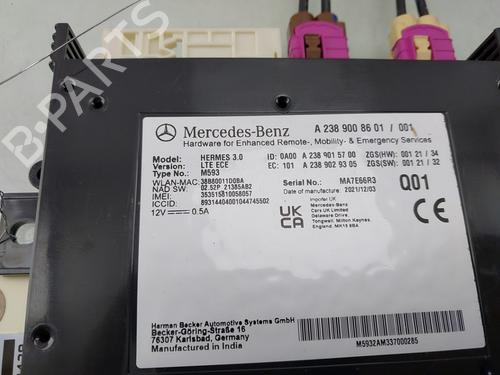 Mercedes-Benz A 238 900 86 01 / 001
Hardware for Enhanced Remote-, Mobility- & Emergency Services
Model: HERMES 3.0 ID: 0A00 A 238 901 57 00 ZGS(HW): 001 21 / 34
Version: LTE ECE EC: 101 A 238 902 93 05 ZGS(SW): 001 21 / 32
Type No.: M593
WLAN-MAC: 38B80011D0BA Serial No.: MA7E66R3 Q01
NAD SW: 02.52P 21385AB2 Date of manufacture: 2021/12/03
IMEI: 353515810058057
ICCID: 89314404001044745502
12V 0.5A
UK CA
Importer UK
Mercedes-Benz
Cars UK Limited
Delaware Drive,
Tongwell, Milton Keynes,
England, MK15 8BA
CE
Harman Becker Automotive Systems GmbH
Becker-Göring-Straße 16
76307 Karlsbad, Germany
Manufactured in India
M5932AM337000285